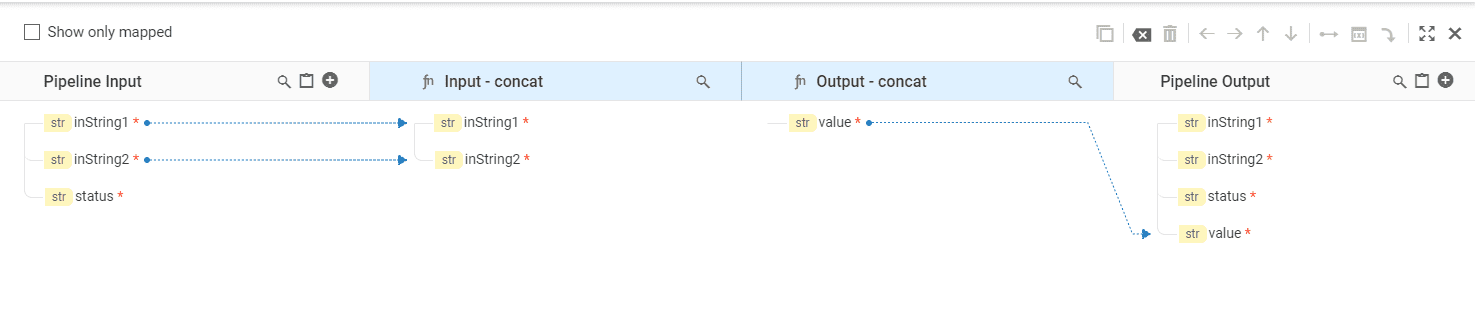 Show only mapped
Pipeline Input fn Input - concat fn Output - concat Pipeline Output
str inString1 * str inString1 * str value * str inString1 *
str inString2 * str inString2 * str inString2 *
str status * str status *
str value *